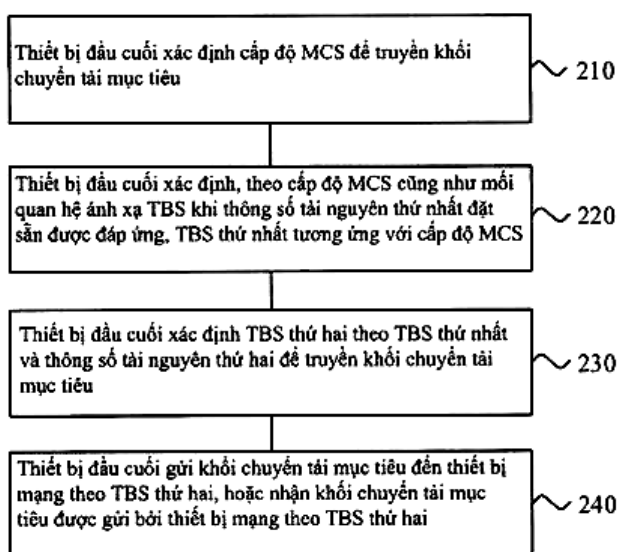 Thiết bị đầu cuối xác định cấp độ MCS để truyền khối
chuyển tải mục tiêu
210
Thiết bị đầu cuối xác định, theo cấp độ MCS cũng như mối
quan hệ ánh xạ TBS khi thông số tài nguyên thứ nhất đặt
sẵn được đáp ứng, TBS thứ nhất tương ứng với cấp độ MCS
220
Thiết bị đầu cuối xác định TBS thứ hai theo TBS thứ nhất
và thông số tài nguyên thứ hai để truyền khối chuyển tải
mục tiêu
230
Thiết bị đầu cuối gửi khối chuyển tải mục tiêu đến thiết bị
mạng theo TBS thứ hai, hoặc nhận khối chuyển tải mục
tiêu được gửi bởi thiết bị mạng theo TBS thứ hai
240